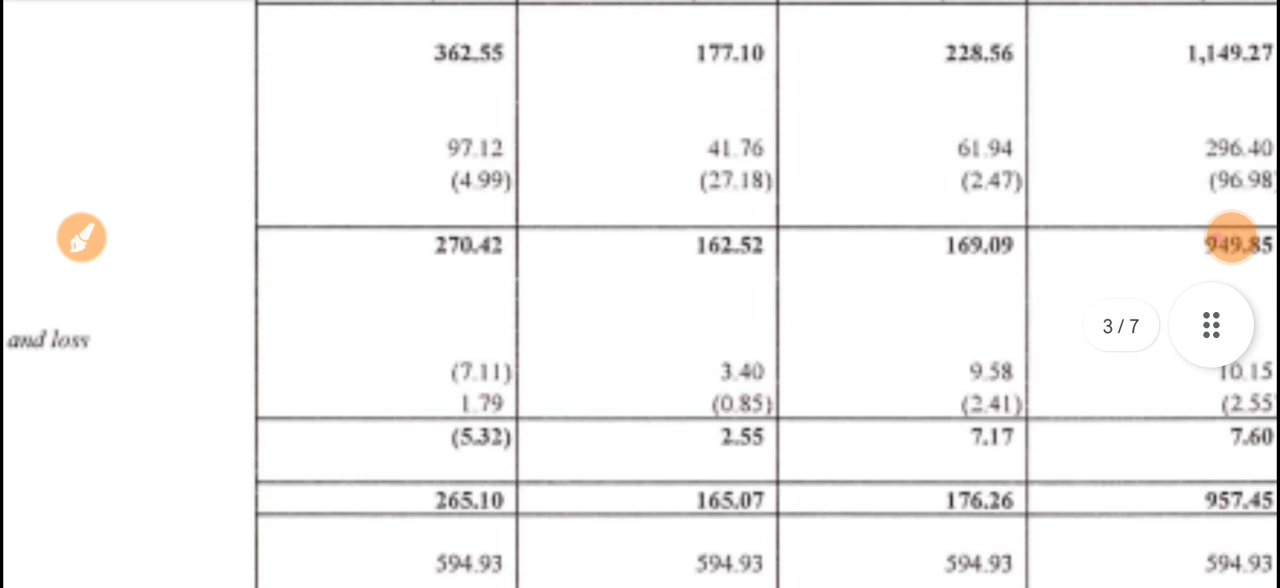 362.55 177.10 228.56 1,149.27
97.12 41.76 61.94 296.40
(4.99) (27.18) (2.47) (96.98
270.42 162.52 169.09 949.85
and loss
3 / 7
(7.11) 3.40 9.58 10.15
1.79 (0.85) (2.41) (2.55
(5.32) 2.55 7.17 7.60
265.10 165.07 176.26 957.45
594.93 594.93 594.93 594.93